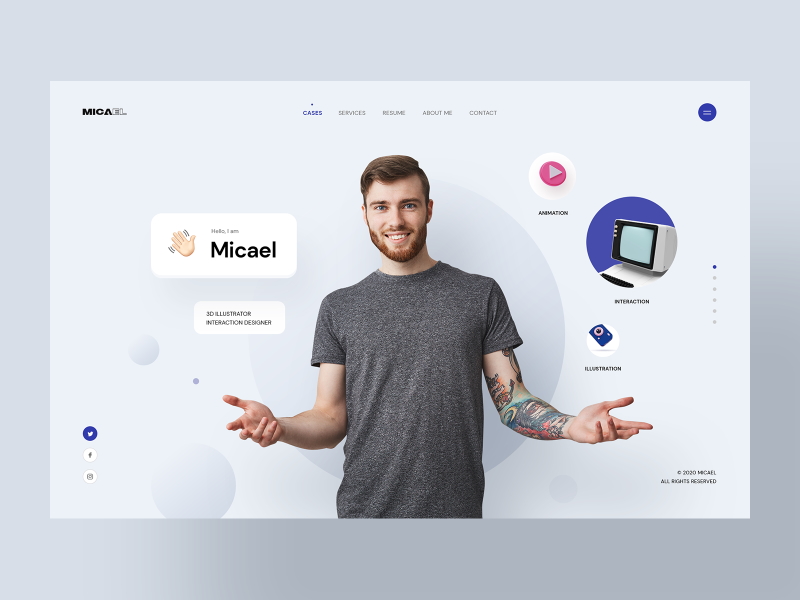 MICAEL
CASES SERVICES RESUME ABOUT ME CONTACT
Hello, I am
Micael
3D ILLUSTRATOR
INTERACTION DESIGNER
ANIMATION
INTERACTION
ILLUSTRATION
© 2020 MICAEL
ALL RIGHTS RESERVED